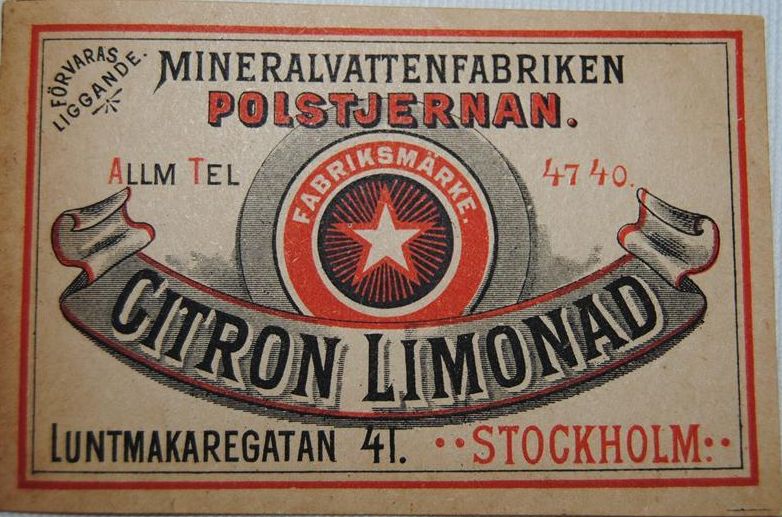 FÖRVARAS
LIGGANDE.
MINERALVATTENFABRIKEN
POLSTJERNAN.
ALLM TEL 4740.
FABRIKSMÄRKE.
CITRON LIMONAD
LUNTMAKAREGATAN 41. ··STOCKHOLM:·